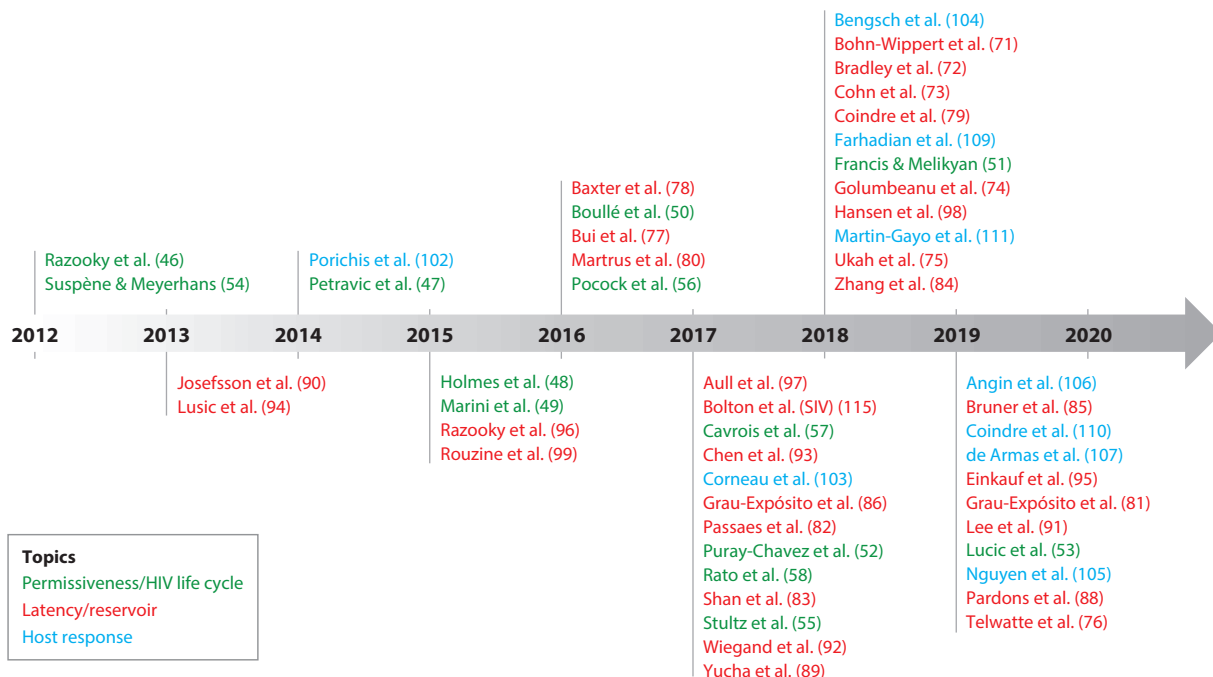 Bengsch et al. (104)
Bohn-Wippert et al. (71)
Bradley et al. (72)
Cohn et al. (73)
Coindre et al. (79)
Farhadian et al. (109)
Francis & Melikyan (51)
Golumbeanu et al. (74)
Hansen et al. (98)
Martin-Gayo et al. (111)
Ukah et al. (75)
Zhang et al. (84)
Baxter et al. (78)
Boullé et al. (50)
Bui et al. (77)
Martrus et al. (80)
Pocock et al. (56)
Porichis et al. (102)
Petravic et al. (47)
Razooky et al. (46)
Suspène & Meyerhans (54)
2012 2013 2014 2015 2016 2017 2018 2019 2020
Josefsson et al. (90)
Lusic et al. (94)
Holmes et al. (48)
Marini et al. (49)
Razooky et al. (96)
Rouzine et al. (99)
Aull et al. (97)
Bolton et al. (SIV) (115)
Cavrois et al. (57)
Chen et al. (93)
Corneau et al. (103)
Grau-Expósito et al. (86)
Passaes et al. (82)
Puray-Chavez et al. (52)
Rato et al. (58)
Shan et al. (83)
Stultz et al. (55)
Wiegand et al. (92)
Yucha et al. (89)
Angin et al. (106)
Bruner et al. (85)
Coindre et al. (110)
de Armas et al. (107)
Einkauf et al. (95)
Grau-Expósito et al. (81)
Lee et al. (91)
Lucic et al. (53)
Nguyen et al. (105)
Pardons et al. (88)
Telwatte et al. (76)
Topics
Permissiveness/HIV life cycle
Latency/reservoir
Host response